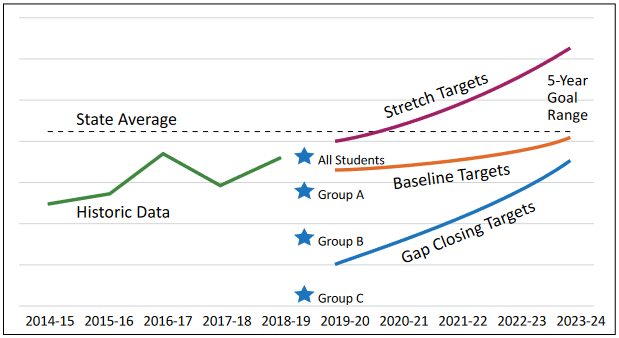 Stretch Targets
5-Year
Goal
Range
State Average
All Students
Baseline Targets
Group A
Historic Data
Gap Closing Targets
Group B
Group C
2014-15 2015-16 2016-17 2017-18 2018-19 2019-20 2020-21 2021-22 2022-23 2023-24